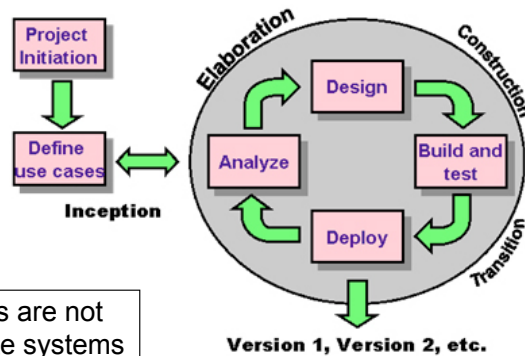 Project
Initiation
Define
use cases
Inception
Elaboration
Construction
Transition
Design
Analyze
Build and
test
Deploy
Version 1, Version 2, etc.
s are not
e systems